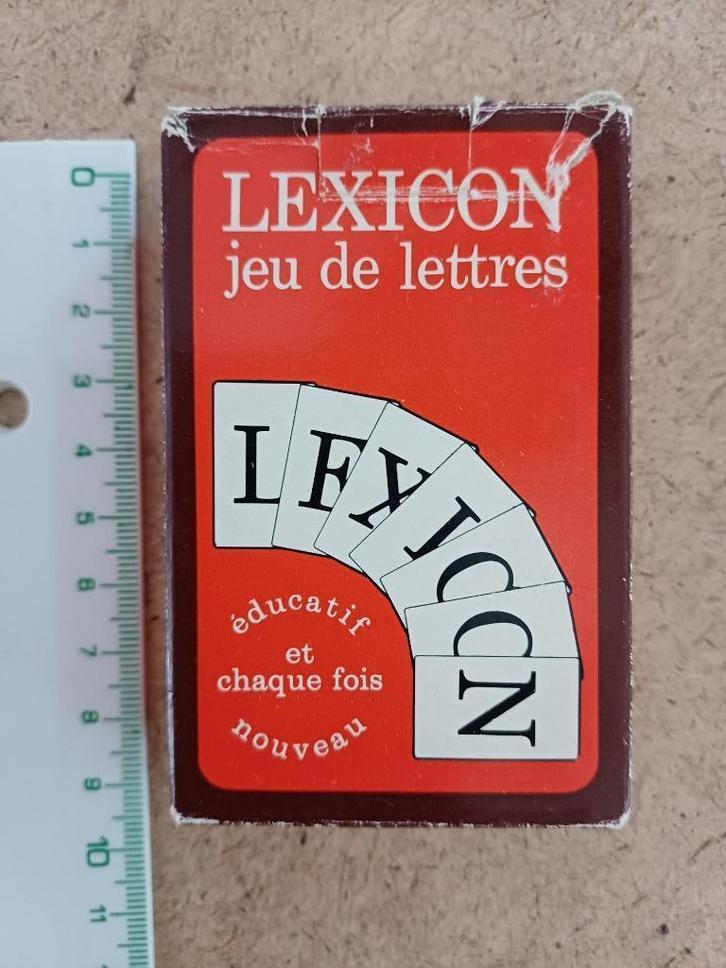 LEXICON
jeu de lettres
L E X I C O N
éducatif
et
chaque fois
nouveau
0
1
2
3
4
5
6
7
8
9
10
11